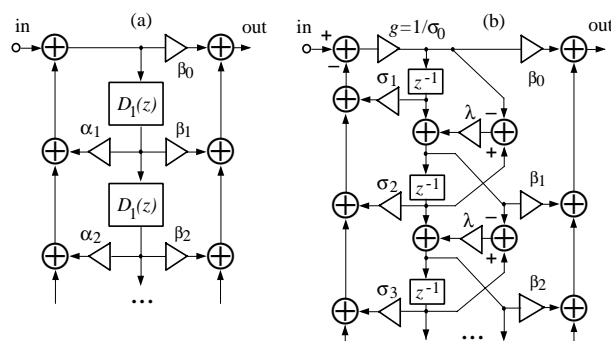 in (a) out
β0
D1(z)
α1 β1
D1(z)
α2 β2
...
in g=1/σ0 (b) out
+
−
β0
σ1 z-1
λ −
+
β1
σ2 z-1
λ −
+
β2
σ3 z-1
...